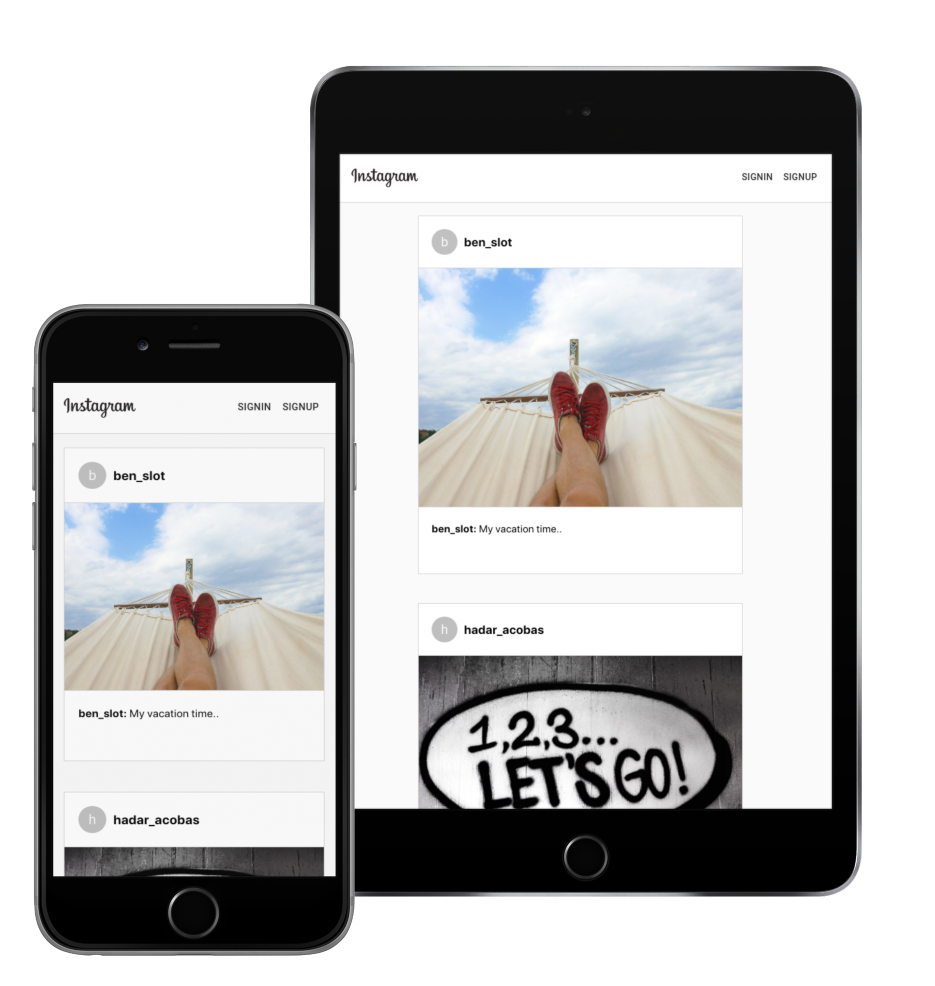 Instagram
SIGNIN SIGNUP
b ben_slot
ben_slot: My vacation time..
h hadar_acobas
1,2,3...
LET'S GO!
Instagram
SIGNIN SIGNUP
b ben_slot
ben_slot: My vacation time..
h hadar_acobas